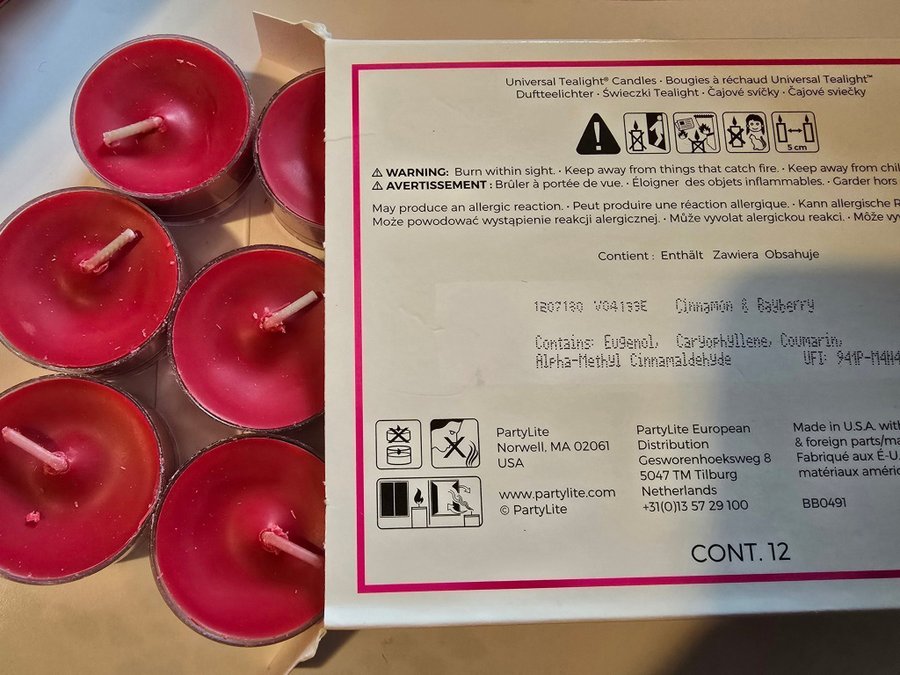 Universal Tealight® Candles · Bougies à réchaud Universal Tealight™
Duftteelichter · Świeczki Tealight · Čajové svíčky · Čajové sviečky
5 cm
⚠ WARNING: Burn within sight. · Keep away from things that catch fire. · Keep away from chil
⚠ AVERTISSEMENT : Brûler à portée de vue. · Éloigner des objets inflammables. · Garder hors
May produce an allergic reaction. · Peut produire une réaction allergique. · Kann allergische R
Może powodować wystąpienie reakcji alergicznej. · Může vyvolat alergickou reakci. · Môže vyv
Contient : Enthält Zawiera Obsahuje
Cinnamon & Bayberry
Contains: Eugenol, Caryophyllene, Coumarin,
Alpha-Methyl Cinnamaldehyde UFI: 941P-M4H4
PartyLite
Norwell, MA 02061
USA
www.partylite.com
© PartyLite
PartyLite European
Distribution
Gesworenhoeksweg 8
5047 TM Tilburg
Netherlands
+31(0)13 57 29 100
Made in U.S.A. with
& foreign parts/ma
Fabriqué aux É-U.
matériaux améric
BB0491
CONT. 12